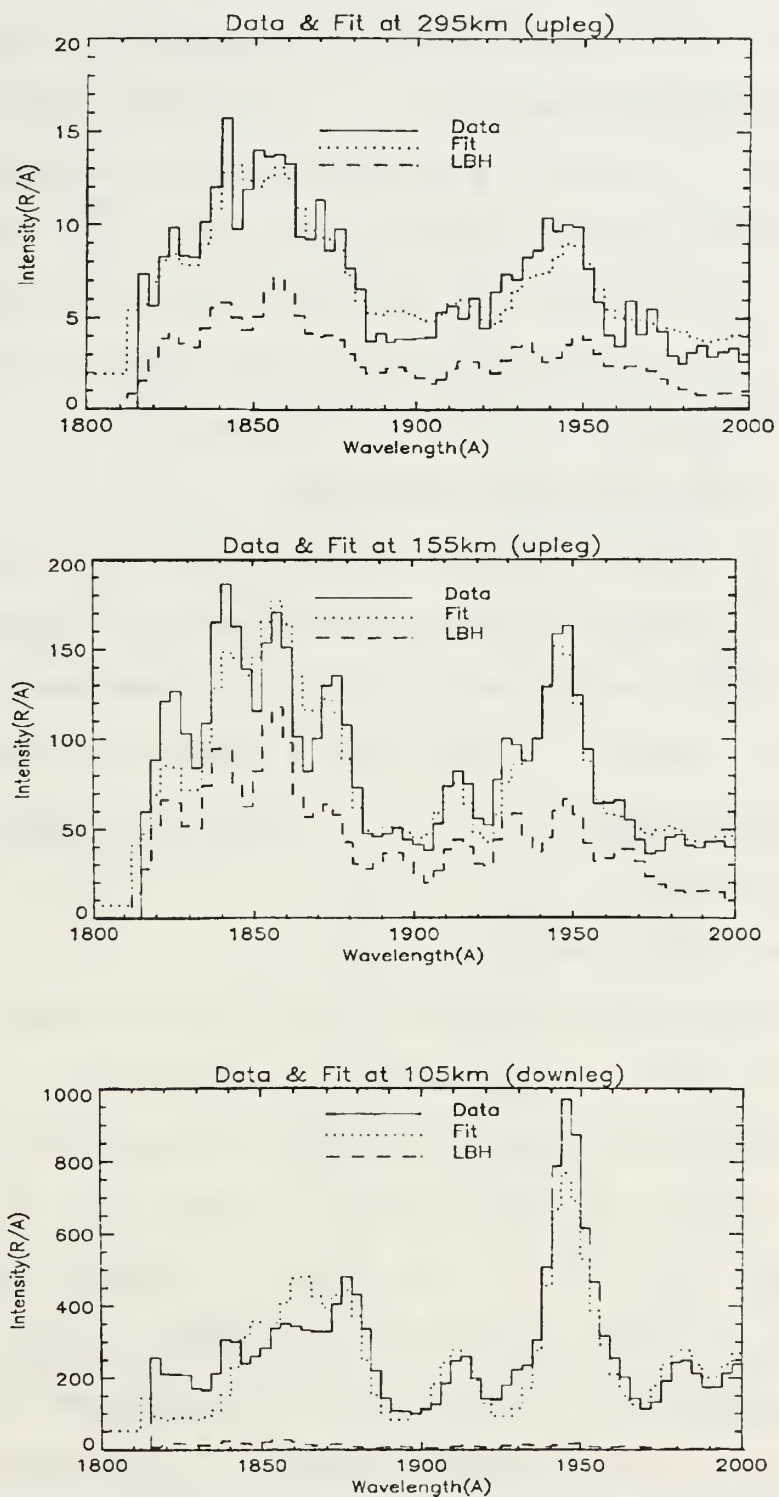 Data & Fit at 295km (upleg)
20
15
10
5
0
Intensity(R/A)
Data
Fit
LBH
1800
1850
1900
1950
2000
Wavelength(A)
Data & Fit at 155km (upleg)
200
150
100
50
0
Intensity(R/A)
Data
Fit
LBH
1800
1850
1900
1950
2000
Wavelength(A)
Data & Fit at 105km (downleg)
1000
800
600
400
200
0
Intensity(R/A)
Data
Fit
LBH
1800
1850
1900
1950
2000
Wavelength(A)